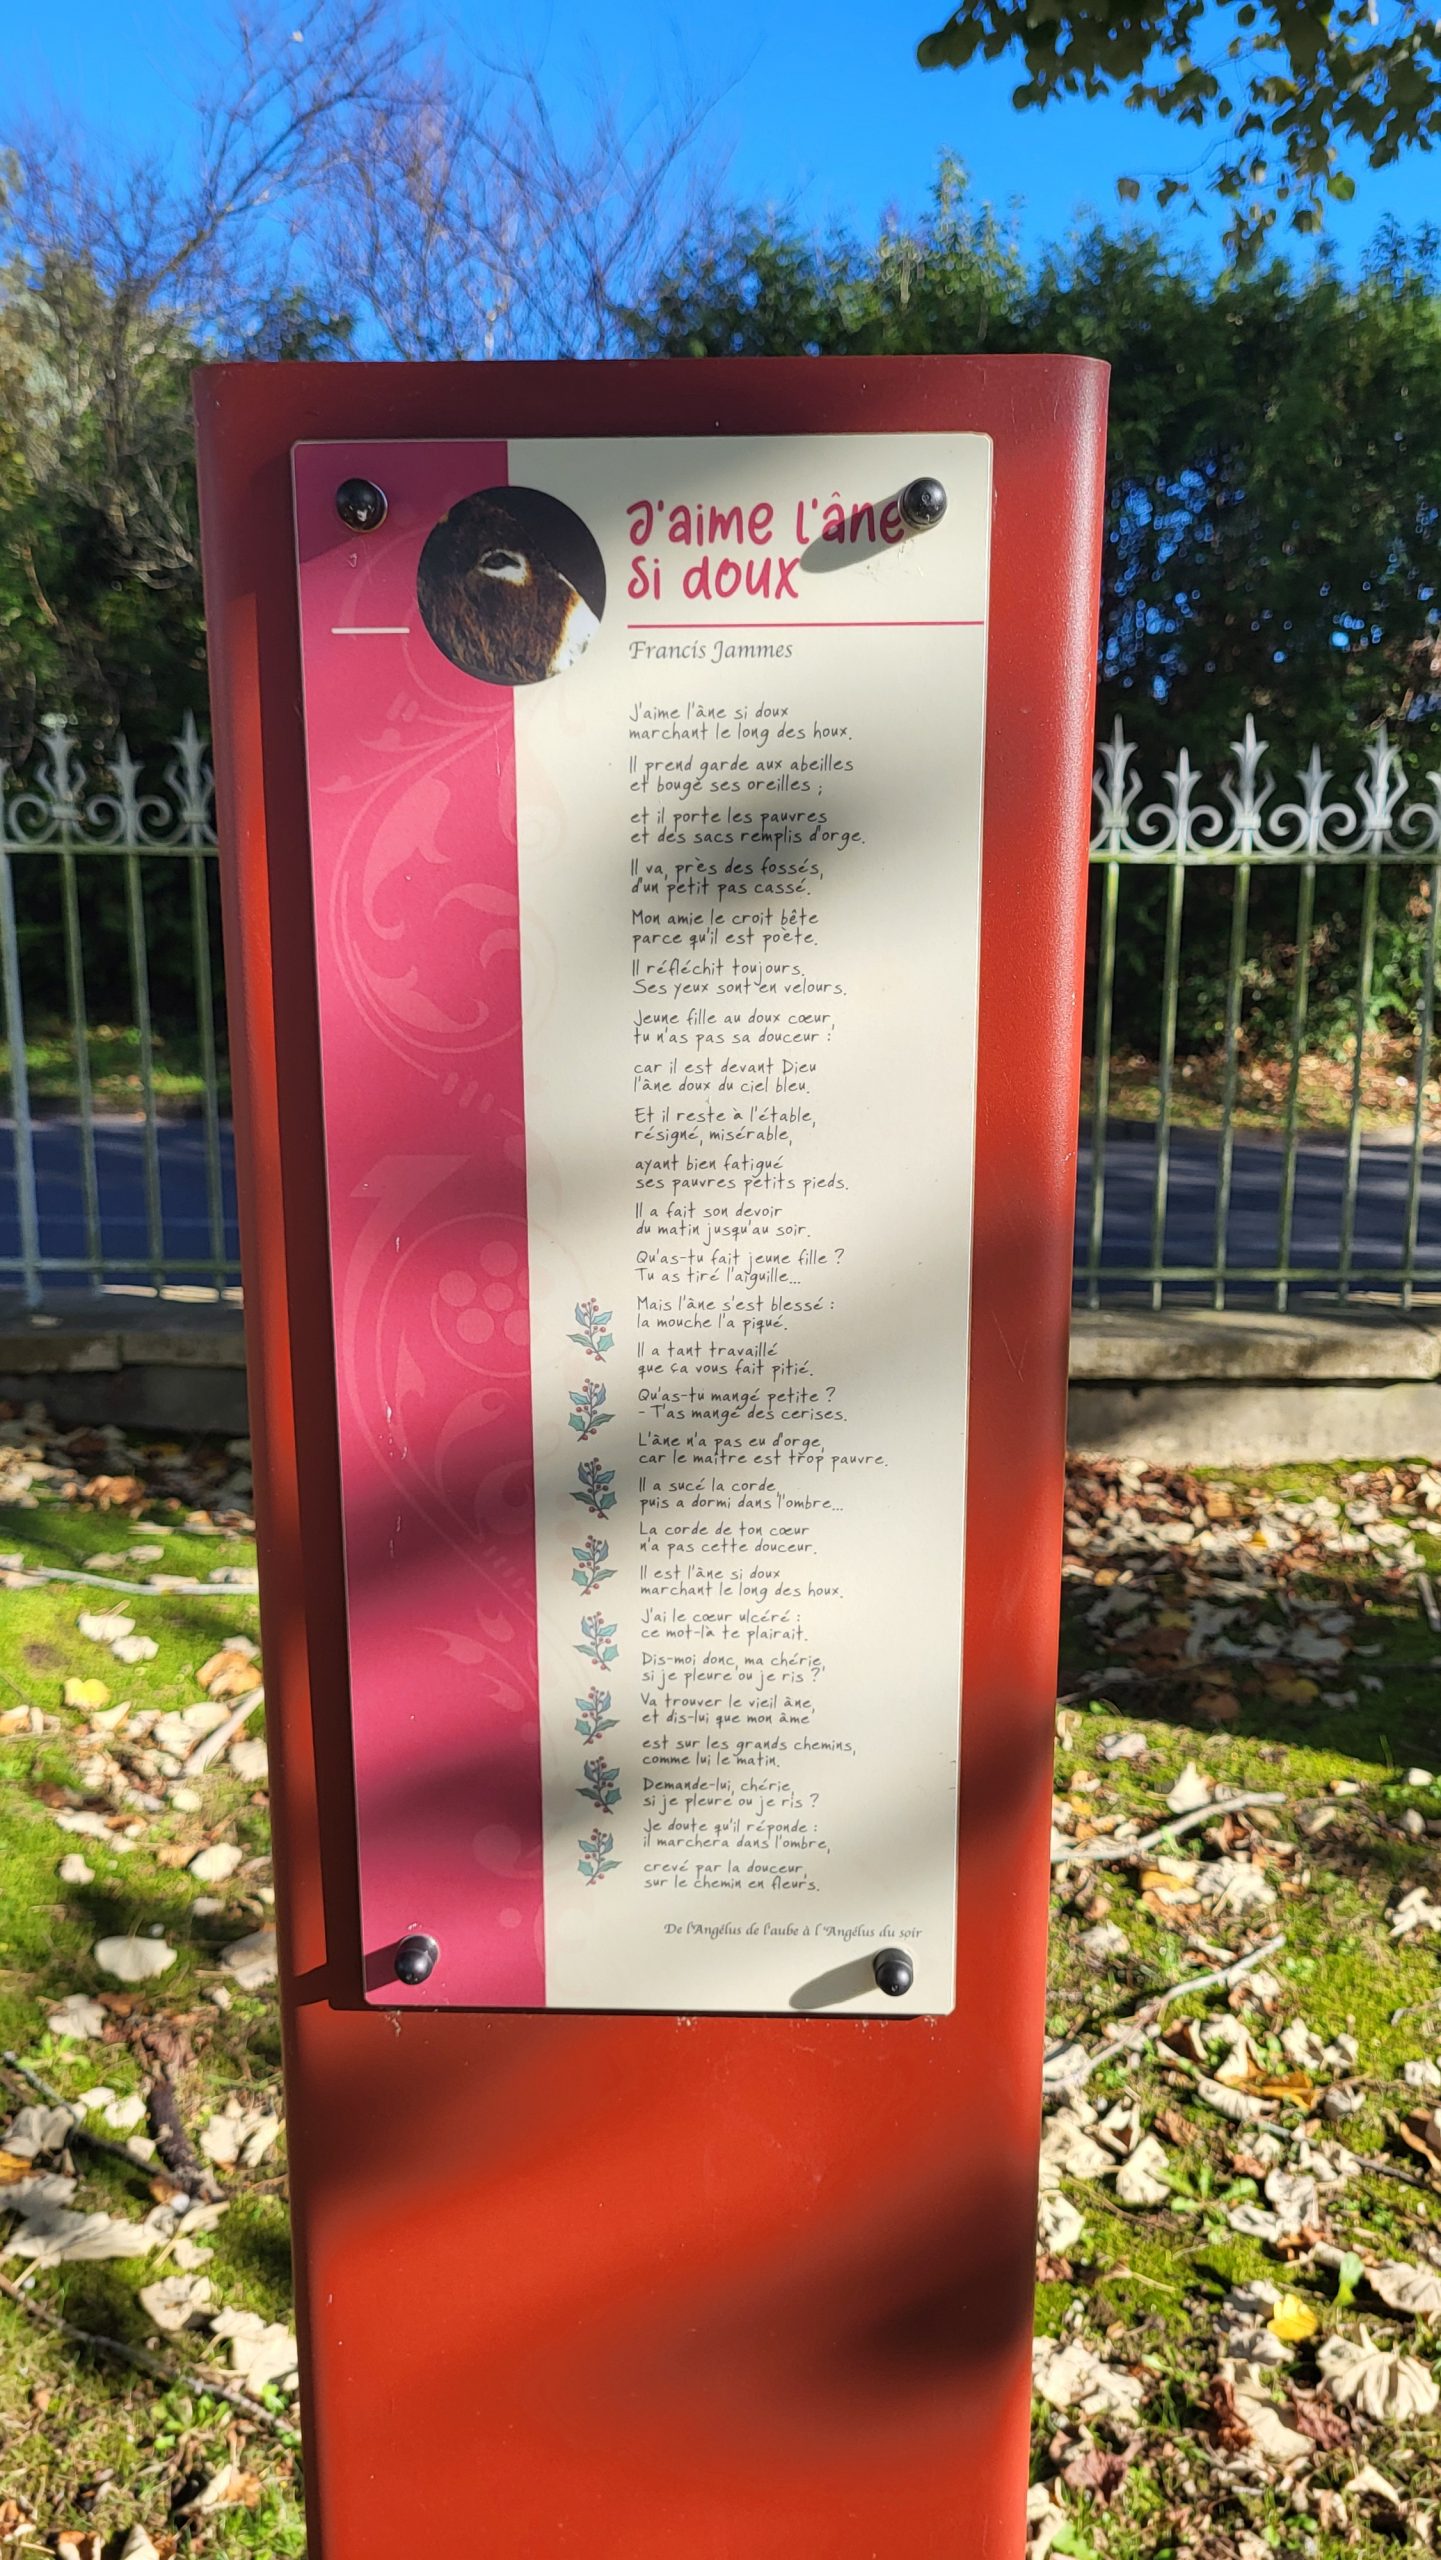 J'aime l'âne
si doux
Francis Jammes
J'aime l'âne si doux
marchant le long des houx.
Il prend garde aux abeilles
et bouge ses oreilles ;
et il porte les pauvres
et des sacs remplis d'orge.
Il va, près des fossés,
d'un petit pas cassé.
Mon amie le croit bête
parce qu'il est poète.
Il réfléchit toujours.
Ses yeux sont en velours.
Jeune fille au doux cœur,
tu n'as pas sa douceur :
car il est devant Dieu
l'âne doux du ciel bleu.
Et il reste à l'étable,
résigné, misérable,
ayant bien fatigué
ses pauvres petits pieds.
Il a fait son devoir
du matin jusqu'au soir.
Qu'as-tu fait jeune fille ?
Tu as tiré l'aiguille...
Mais l'âne s'est blessé :
la mouche l'a piqué.
Il a tant travaillé
que ça vous fait pitié.
Qu'as-tu mangé petite ?
- T'as mangé des cerises.
L'âne n'a pas eu d'orge,
car le maître est trop pauvre.
Il a sucé la corde,
puis a dormi dans l'ombre...
La corde de ton cœur
n'a pas cette douceur.
Il est l'âne si doux
marchant le long des houx.
J'ai le cœur ulcéré :
ce mot-là te plairait.
Dis-moi donc, ma chérie,
si je pleure ou je ris ?
Va trouver le vieil âne,
et dis-lui que mon âme
est sur les grands chemins,
comme lui le matin.
Demande-lui, chérie,
si je pleure ou je ris ?
Je doute qu'il réponde :
il marchera dans l'ombre,
crevé par la douceur,
sur le chemin en fleurs.
De l'Angélus de l'aube à l'Angélus du soir